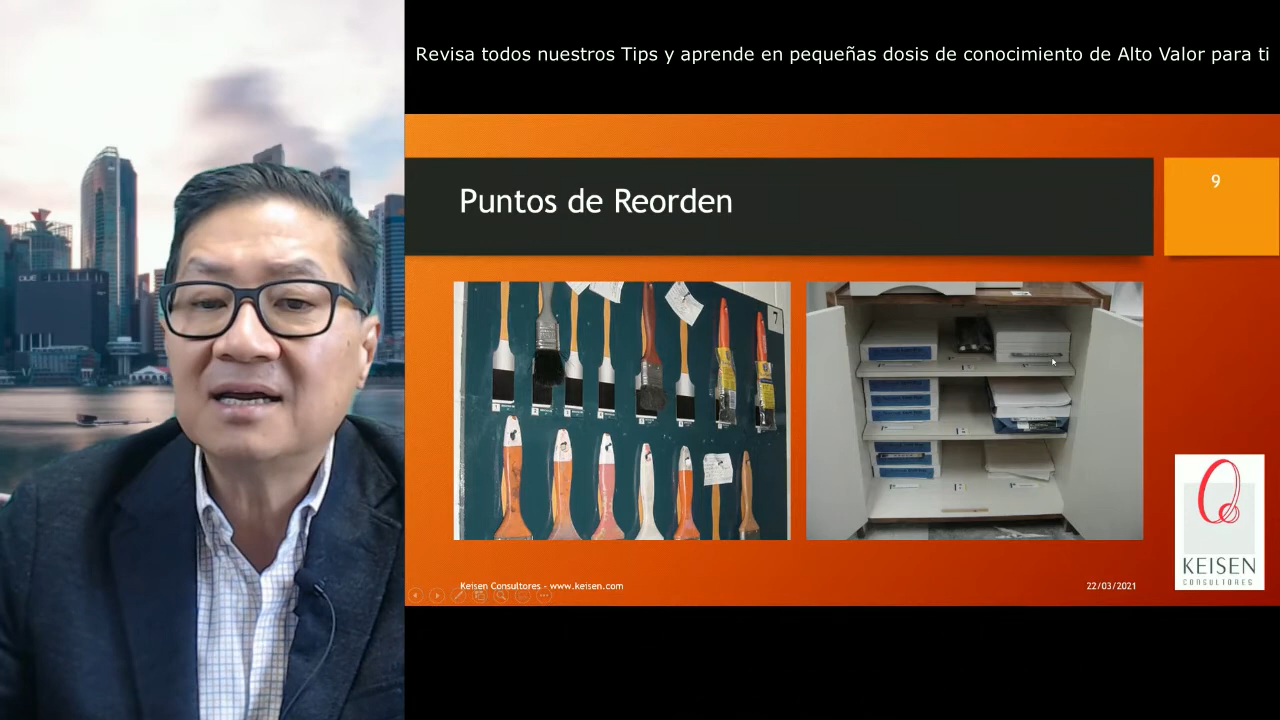 Revisa todos nuestros Tips y aprende en pequeñas dosis de conocimiento de Alto Valor para ti
Puntos de Reorden
9
7
KEISEN
CONSULTORES
Keisen Consultores - www.keisen.com
22/03/2021